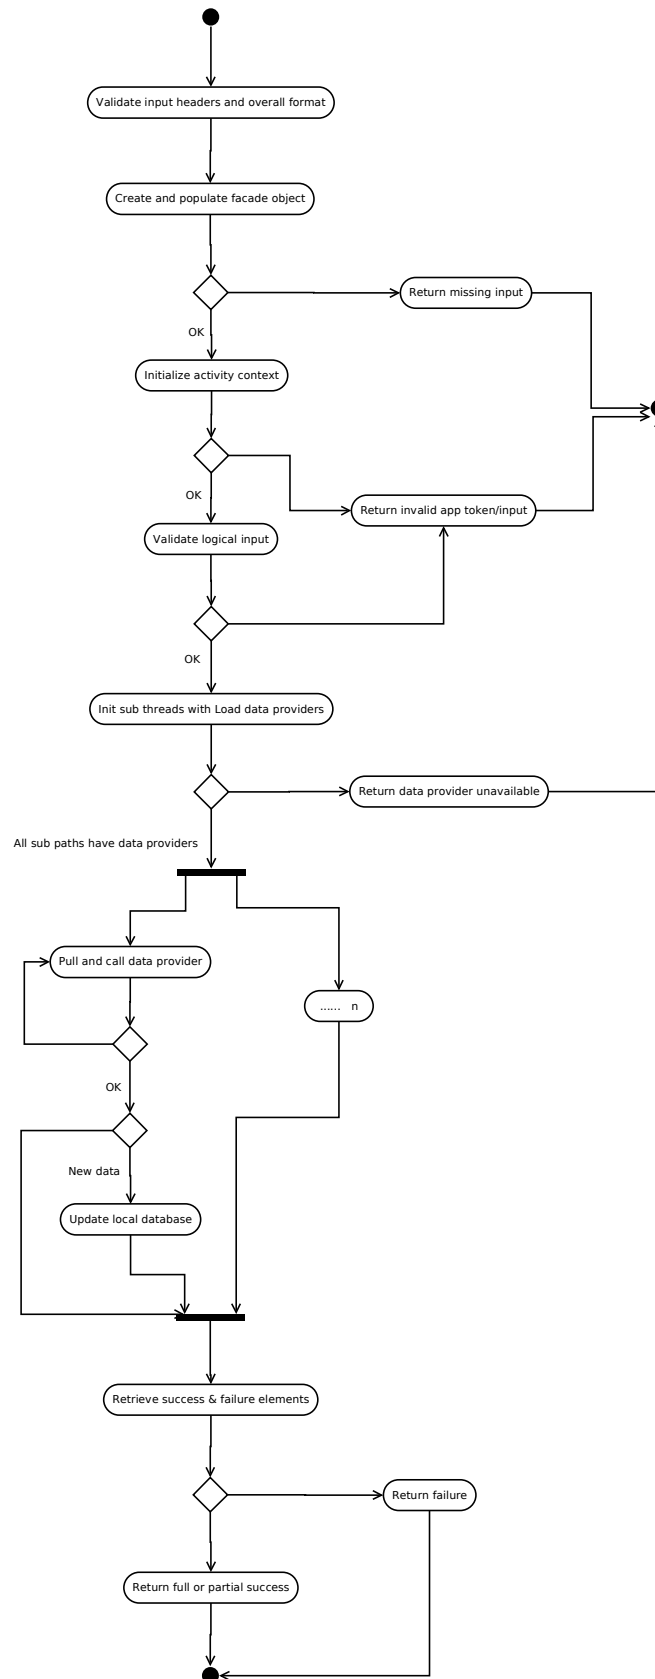 Validate input headers and overall format
Create and populate facade object
Return missing input
OK
Initialize activity context
OK
Return invalid app token/input
Validate logical input
OK
Init sub threads with Load data providers
Return data provider unavailable
All sub paths have data providers
Pull and call data provider
...... n
OK
New data
Update local database
Retrieve success & failure elements
Return failure
Return full or partial success